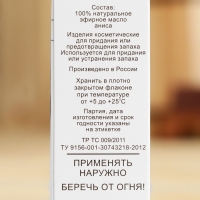 Состав:
100% натуральное
эфирное масло
аниса
Изделия косметические
для придания или
предотвращения запаха
Используется для придания
или устранения запаха
Произведено в России
Хранить в плотно
закрытом флаконе
при температуре
от +5 до +25°С
Партия, дата
изготовления и срок
годности указаны
на этикетке
ТР ТС 009/2011
ТУ 9156-001-30743218-2012
ПРИМЕНЯТЬ
НАРУЖНО
БЕРЕЧЬ ОТ ОГНЯ!